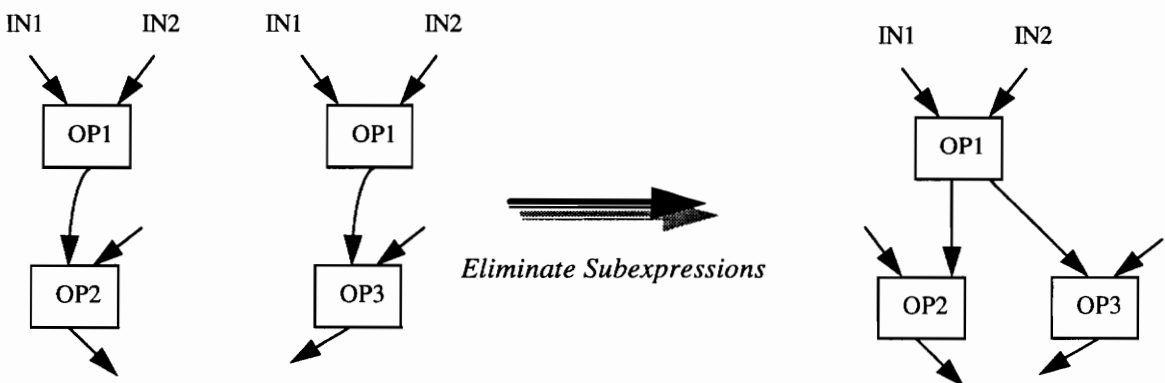 IN1 IN2 IN1 IN2
IN1 IN2
OP1 OP1
OP1
Eliminate Subexpressions
OP2 OP3
OP2 OP3